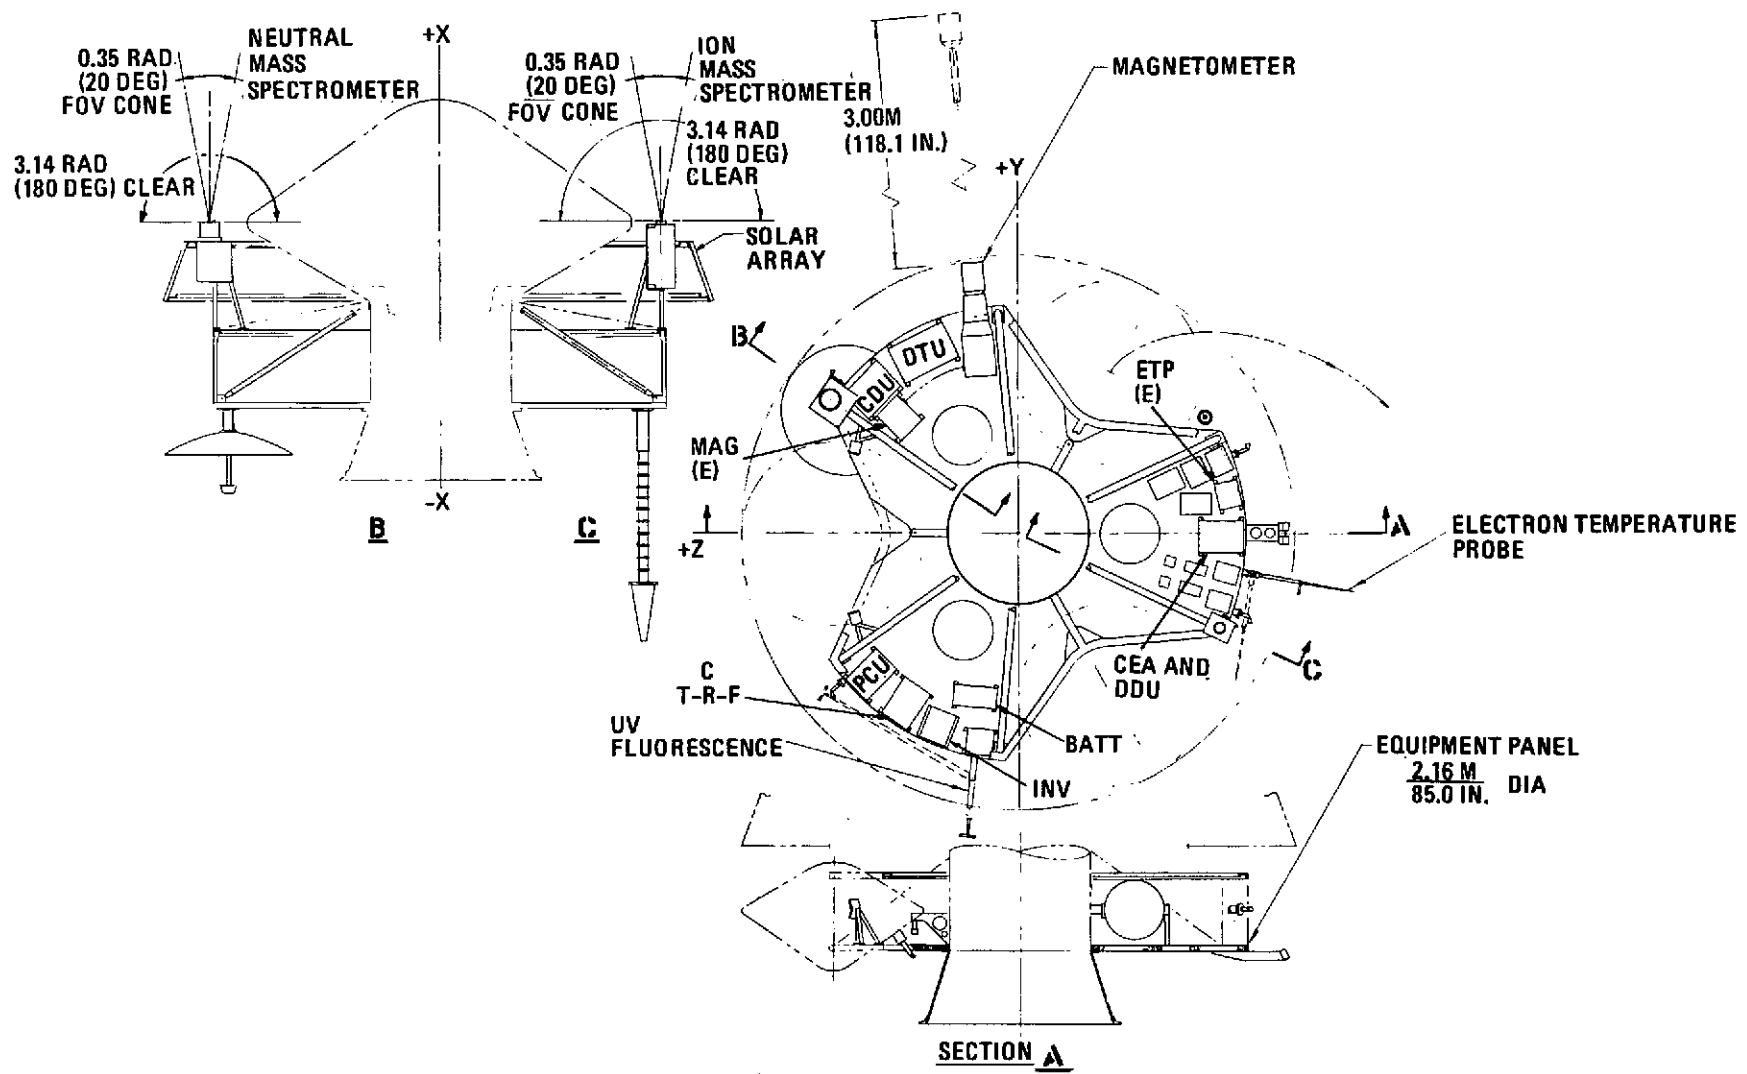 0.35 RAD
(20 DEG)
FOV CONE
NEUTRAL
MASS
SPECTROMETER
+X
0.35 RAD
(20 DEG)
FOV CONE
ION
MASS
SPECTROMETER
3.14 RAD
(180 DEG) CLEAR
3.14 RAD
(180 DEG)
CLEAR
SOLAR
ARRAY
-X
B
C
3.00M
(118.1 IN.)
MAGNETOMETER
+Y
B
DTU
CDU
MAG
(E)
ETP
(E)
+Z
A
ELECTRON TEMPERATURE
PROBE
CEA AND
DDU
C
PCU
C
T-R-F
UV
FLUORESCENCE
BATT
INV
EQUIPMENT PANEL
2.16 M
85.0 IN. DIA
SECTION A